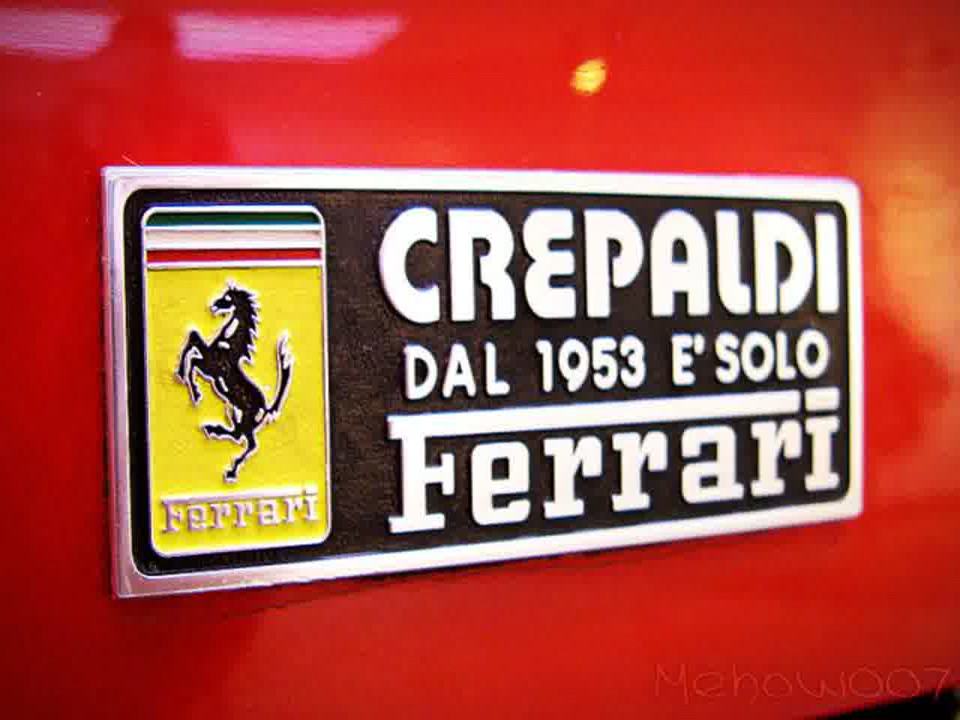 CREPALDI
DAL 1953 E' SOLO
Ferrari
Ferrari
Mehow007